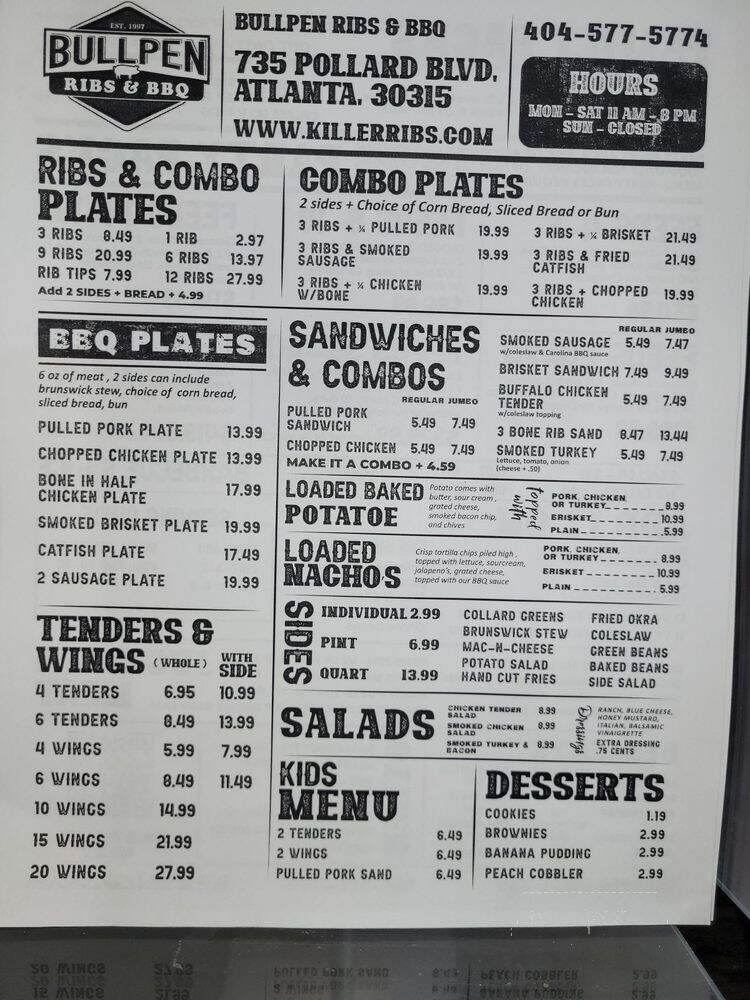 EST. 1997
BULLPEN
RIBS & BBQ
BULLPEN RIBS & BBQ
735 POLLARD BLVD.
ATLANTA. 30315
WWW.KILLERRIBS.COM
404-577-5774
HOURS
MON - SAT 11 AM - 8 PM
SUN - CLOSED
RIBS & COMBO
PLATES
3 RIBS 8.49 1 RIB 2.97
9 RIBS 20.99 6 RIBS 13.97
RIB TIPS 7.99 12 RIBS 27.99
Add 2 SIDES + BREAD + 4.99
COMBO PLATES
2 sides + Choice of Corn Bread, Sliced Bread or Bun
3 RIBS + ¼ PULLED PORK 19.99
3 RIBS & SMOKED
SAUSAGE 19.99
3 RIBS + ¼ CHICKEN
W/BONE 19.99
3 RIBS + ¼ BRISKET 21.49
3 RIBS & FRIED
CATFISH 21.49
3 RIBS + CHOPPED
CHICKEN 19.99
BBQ PLATES
6 oz of meat , 2 sides can include
brunswick stew, choice of corn bread,
sliced bread, bun
PULLED PORK PLATE 13.99
CHOPPED CHICKEN PLATE 13.99
BONE IN HALF
CHICKEN PLATE 17.99
SMOKED BRISKET PLATE 19.99
CATFISH PLATE 17.49
2 SAUSAGE PLATE 19.99
SANDWICHES
& COMBOS
REGULAR JUMBO
PULLED PORK
SANDWICH 5.49 7.49
CHOPPED CHICKEN 5.49 7.49
MAKE IT A COMBO + 4.59
REGULAR JUMBO
SMOKED SAUSAGE 5.49 7.47
w/coleslaw & Carolina BBQ sauce
BRISKET SANDWICH 7.49 9.49
BUFFALO CHICKEN
TENDER 5.49 7.49
w/coleslaw topping
3 BONE RIB SAND 8.47 13.44
SMOKED TURKEY 5.49 7.49
Lettuce, tomato, onion
(cheese + .50)
LOADED BAKED
POTATOE
Potato comes with
butter, sour cream ,
grated cheese,
smoked bacon chip,
and chives
topped
with
PORK, CHICKEN
OR TURKEY 8.99
BRISKET 10.99
PLAIN .5.99
LOADED
NACHOS
Crisp tortilla chips piled high ,
topped with lettuce, sourcream,
jalapeno's, grated cheese,
topped with our BBQ sauce
PORK, CHICKEN,
OR TURKEY 8.99
BRISKET 10.99
PLAIN 5.99
SIDES
INDIVIDUAL 2.99
PINT 6.99
QUART 13.99
COLLARD GREENS
BRUNSWICK STEW
MAC-N-CHEESE
POTATO SALAD
HAND CUT FRIES
FRIED OKRA
COLESLAW
GREEN BEANS
BAKED BEANS
SIDE SALAD
TENDERS &
WINGS (WHOLE) WITH
SIDE
4 TENDERS 6.95 10.99
6 TENDERS 8.49 13.99
4 WINGS 5.99 7.99
6 WINGS 8.49 11.49
10 WINGS 14.99
15 WINGS 21.99
20 WINGS 27.99
SALADS
CHICKEN TENDER
SALAD 8.99
SMOKED CHICKEN
SALAD 8.99
SMOKED TURKEY &
BACON 8.99
Dressings
RANCH, BLUE CHEESE,
HONEY MUSTARD,
ITALIAN, BALSAMIC
VINAIGRETTE
EXTRA DRESSING
.75 CENTS
KIDS
MENU
2 TENDERS 6.49
2 WINGS 6.49
PULLED PORK SAND 6.49
DESSERTS
COOKIES 1.19
BROWNIES 2.99
BANANA PUDDING 2.99
PEACH COBBLER 2.99